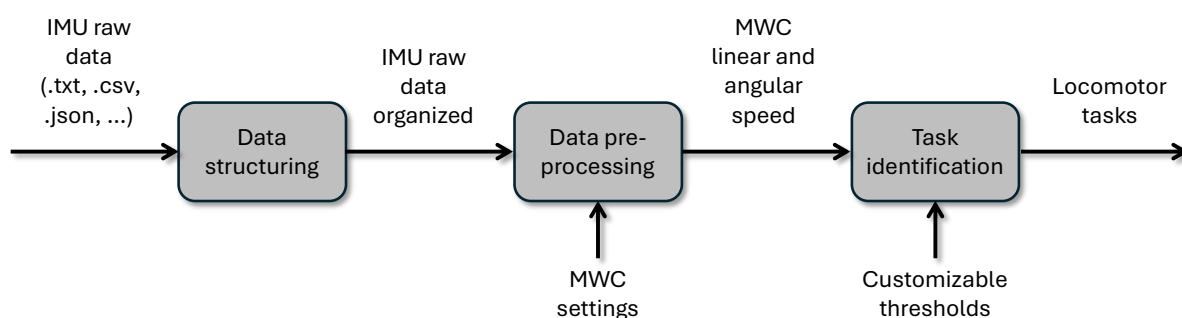 IMU raw
data
(.txt, .csv,
.json, ...)
Data
structuring
IMU raw
data
organized
Data pre-
processing
MWC
settings
MWC
linear and
angular
speed
Task
identification
Customizable
thresholds
Locomotor
tasks